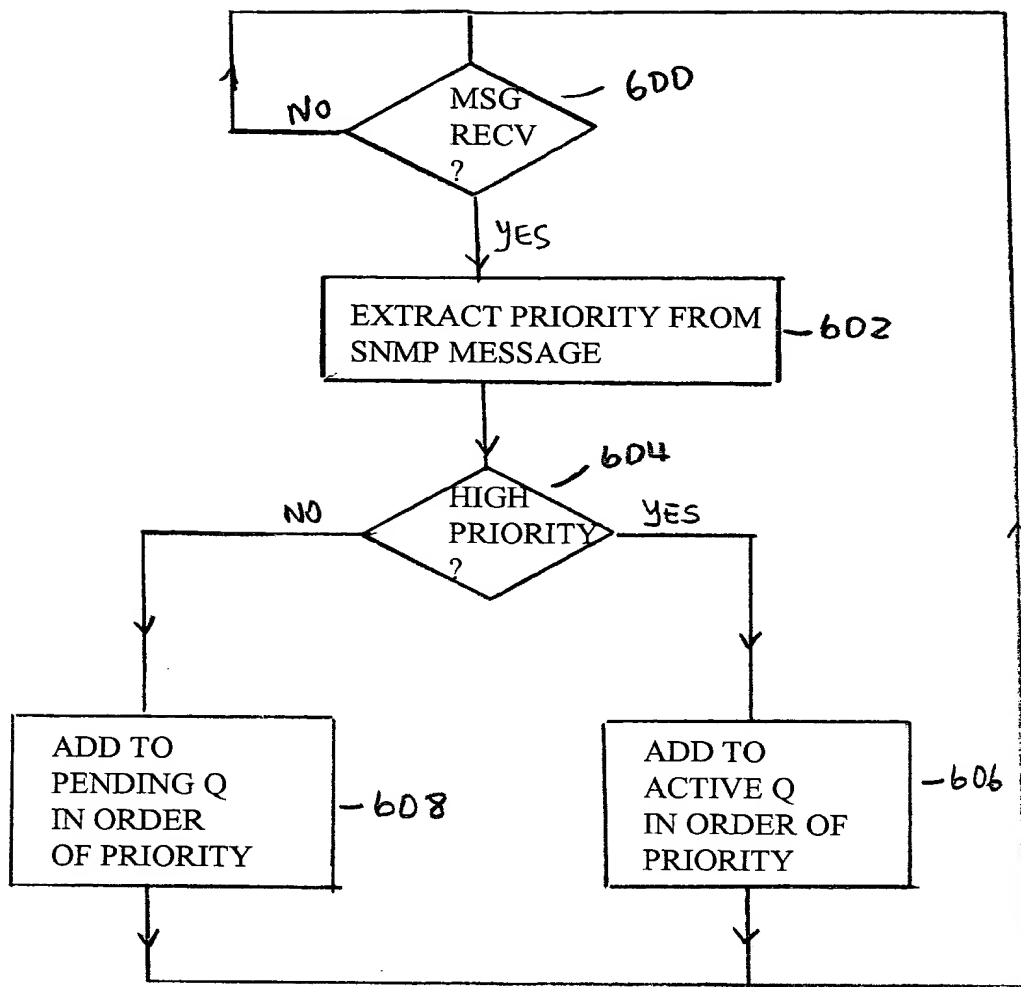 MSG
RECV
?
600
NO
YES
EXTRACT PRIORITY FROM
SNMP MESSAGE
602
604
HIGH
PRIORITY
?
NO
YES
ADD TO
PENDING Q
IN ORDER
OF PRIORITY
608
ADD TO
ACTIVE Q
IN ORDER OF
PRIORITY
606